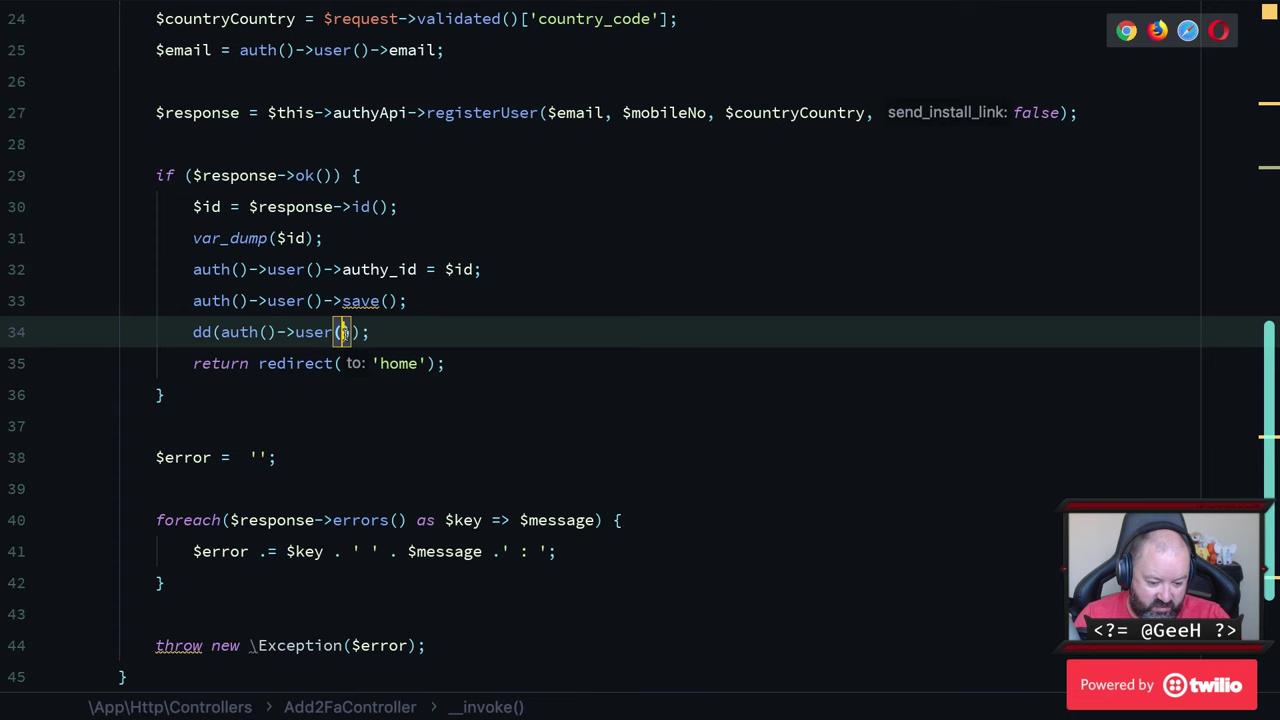 24 $countryCountry = $request->validated()['country_code'];
25 $email = auth()->user()->email;
26
27 $response = $this->authyApi->registerUser($email, $mobileNo, $countryCountry, send_install_link: false);
28
29 if ($response->ok()) {
30 $id = $response->id();
31 var_dump($id);
32 auth()->user()->authy_id = $id;
33 auth()->user()->save();
34 dd(auth()->user());
35 return redirect( to: 'home');
36 }
37
38 $error =  '';
39
40 foreach($response->errors() as $key => $message) {
41 $error .= $key . ' ' . $message .' : ';
42 }
43
44 throw new \Exception($error);
45 }
\App\Http\Controllers > Add2FaController > __invoke()
<?= @GeeH ?>
Powered by twilio